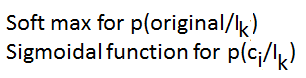 Soft max for p(original/Iₖ)
Sigmoidal function for p(cᵢ/Iₖ)